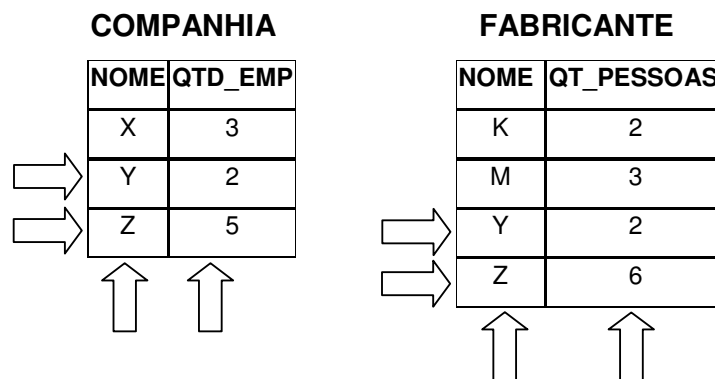 COMPANHIA
NOME QTD_EMP
X 3
Y 2
Z 5
FABRICANTE
NOME QT_PESSOAS
K 2
M 3
Y 2
Z 6